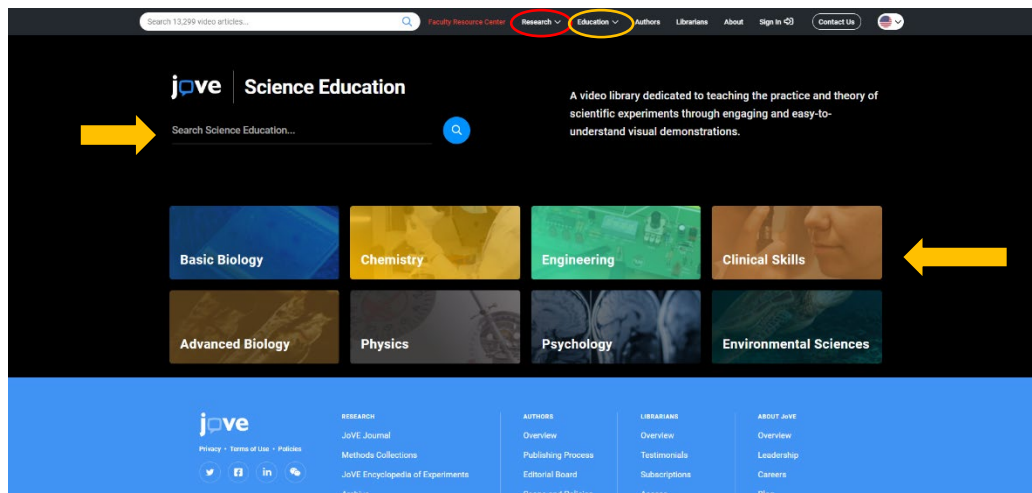 Search 13,299 video articles...
Faculty Resource Center
Research
Education
Authors
Librarians
About
Sign In
Contact Us
jove
Science Education
A video library dedicated to teaching the practice and theory of
scientific experiments through engaging and easy-to-
understand visual demonstrations.
Search Science Education...
Basic Biology
Chemistry
Engineering
Clinical Skills
Advanced Biology
Physics
Psychology
Environmental Sciences
jove
Privacy · Terms of Use · Policies
RESEARCH
JoVE Journal
Methods Collections
JoVE Encyclopedia of Experiments
Archive
AUTHORS
Overview
Publishing Process
Editorial Board
LIBRARIANS
Overview
Testimonials
Subscriptions
ABOUT JoVE
Overview
Leadership
Careers